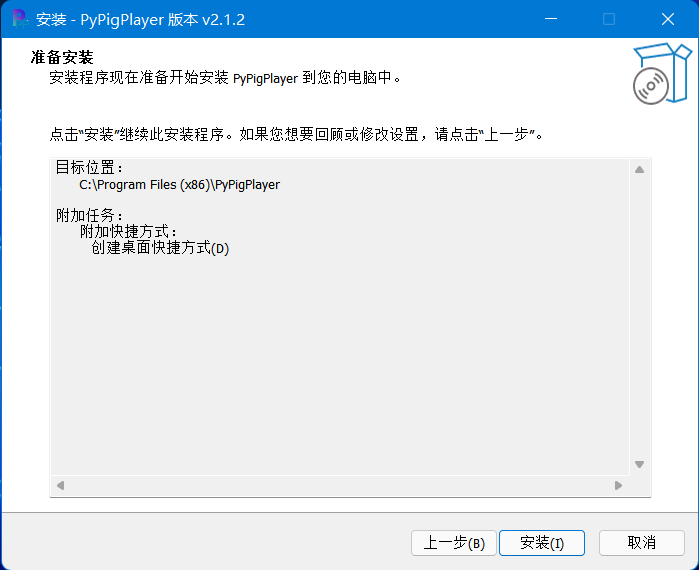 安装 - PyPigPlayer 版本 v2.1.2
准备安装
安装程序现在准备开始安装 PyPigPlayer 到您的电脑中。
点击“安装”继续此安装程序。如果您想要回顾或修改设置，请点击“上一步”。
目标位置：
C:\Program Files (x86)\PyPigPlayer
附加任务：
附加快捷方式：
创建桌面快捷方式(D)
上一步(B) 安装(I) 取消